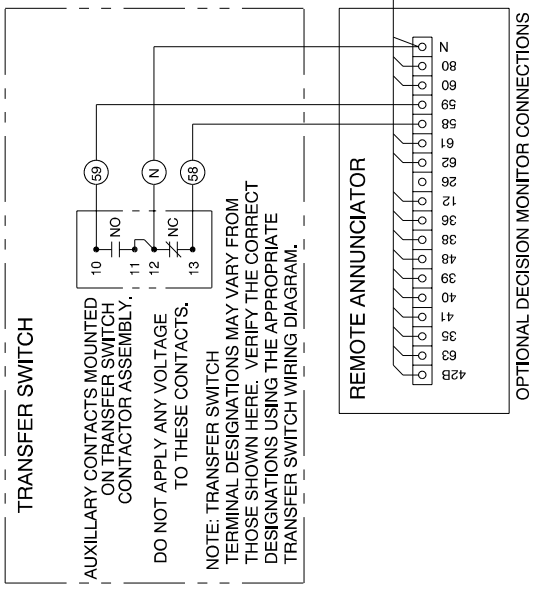 TRANSFER SWITCH
AUXILLARY CONTACTS MOUNTED
ON TRANSFER SWITCH
CONTACTOR ASSEMBLY.
DO NOT APPLY ANY VOLTAGE
TO THESE CONTACTS.
NOTE: TRANSFER SWITCH
TERMINAL DESIGNATIONS MAY VARY FROM
THOSE SHOWN HERE. VERIFY THE CORRECT
DESIGNATIONS USING THE APPROPRIATE
TRANSFER SWITCH WIRING DIAGRAM.
10
11
12
13
NO
NC
59
N
58
REMOTE ANNUNCIATOR
42B
63
35
41
40
39
48
38
36
12
26
62
61
58
59
60
80
N
OPTIONAL DECISION MONITOR CONNECTIONS